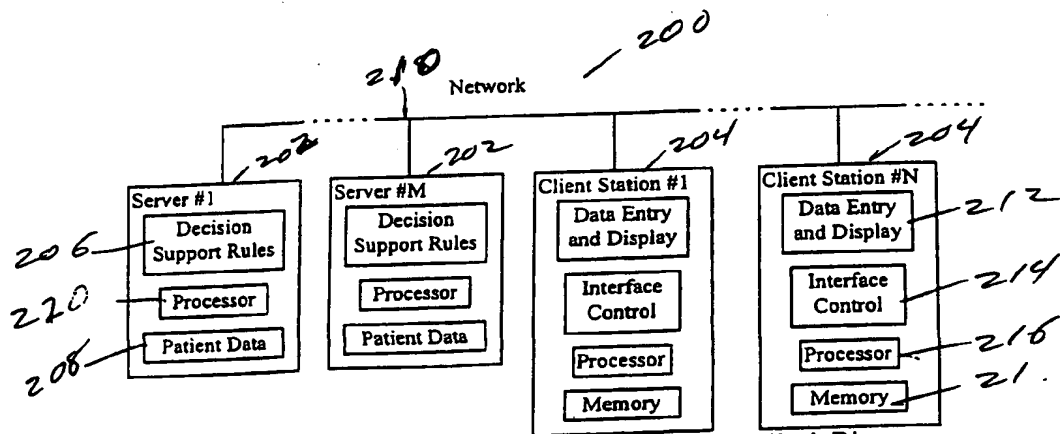 200
210
Network
202
202
204
204
Server #1
Decision
Support Rules
Processor
Patient Data
206
220
208
Server #M
Decision
Support Rules
Processor
Patient Data
Client Station #1
Data Entry
and Display
Interface
Control
Processor
Memory
Client Station #N
Data Entry
and Display
Interface
Control
Processor
Memory
212
214
216
21.